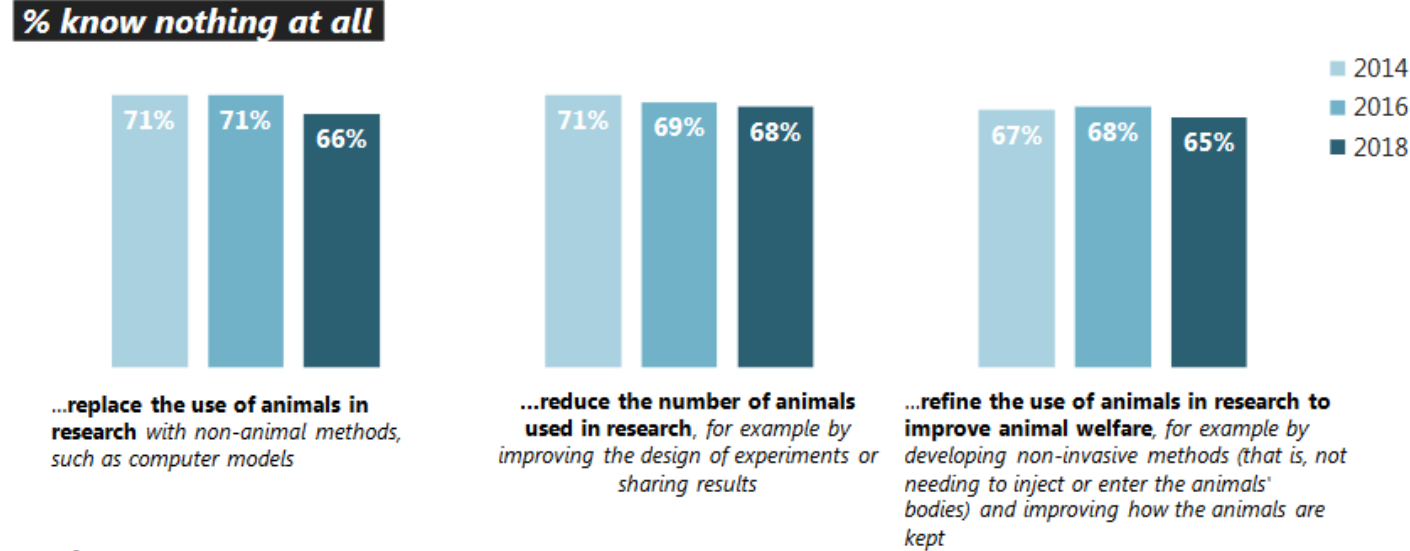 % know nothing at all
2014
2016
2018
71%
71%
66%
71%
69%
68%
67%
68%
65%
...replace the use of animals in
research with non-animal methods,
such as computer models
...reduce the number of animals
used in research, for example by
improving the design of experiments or
sharing results
...refine the use of animals in research to
improve animal welfare, for example by
developing non-invasive methods (that is, not
needing to inject or enter the animals'
bodies) and improving how the animals are
kept